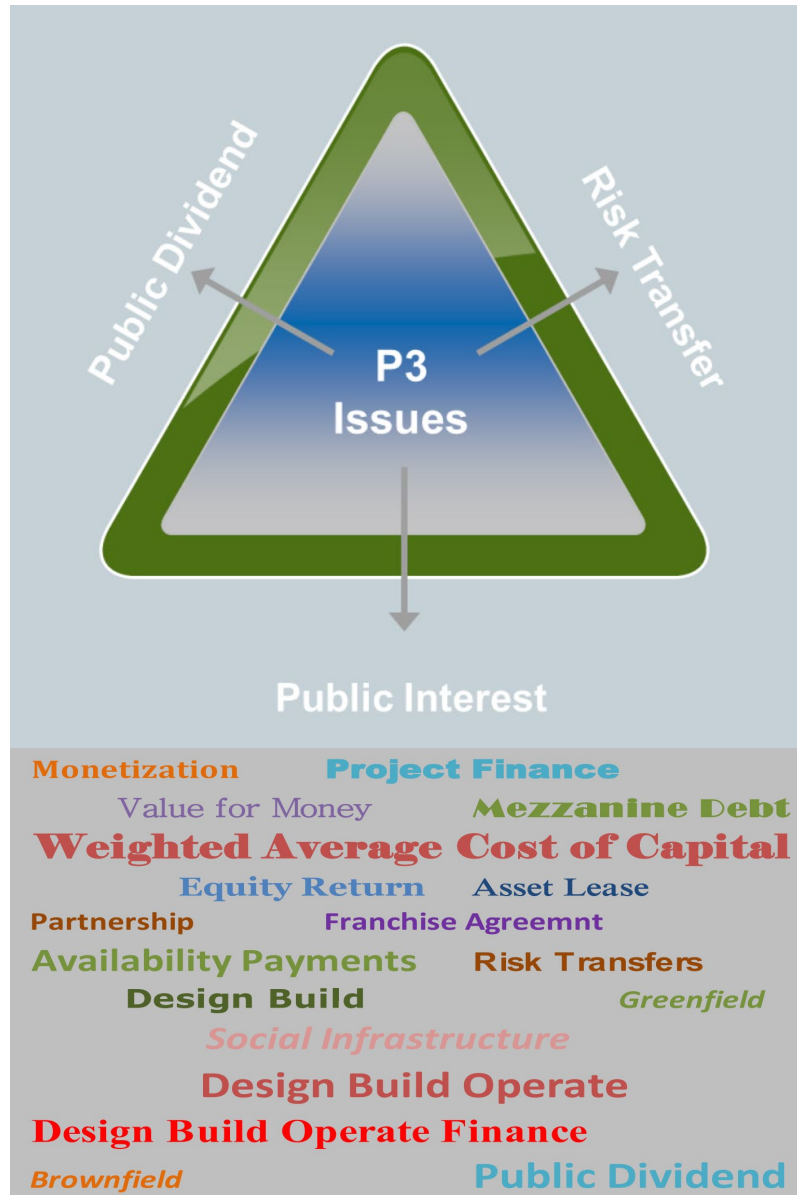 Public Dividend
Risk Transfer
P3
Issues
Public Interest
Monetization Project Finance
Value for Money Mezzanine Debt
Weighted Average Cost of Capital
Equity Return Asset Lease
Partnership Franchise Agreemnt
Availability Payments Risk Transfers
Design Build Greenfield
Social Infrastructure
Design Build Operate
Design Build Operate Finance
Brownfield Public Dividend